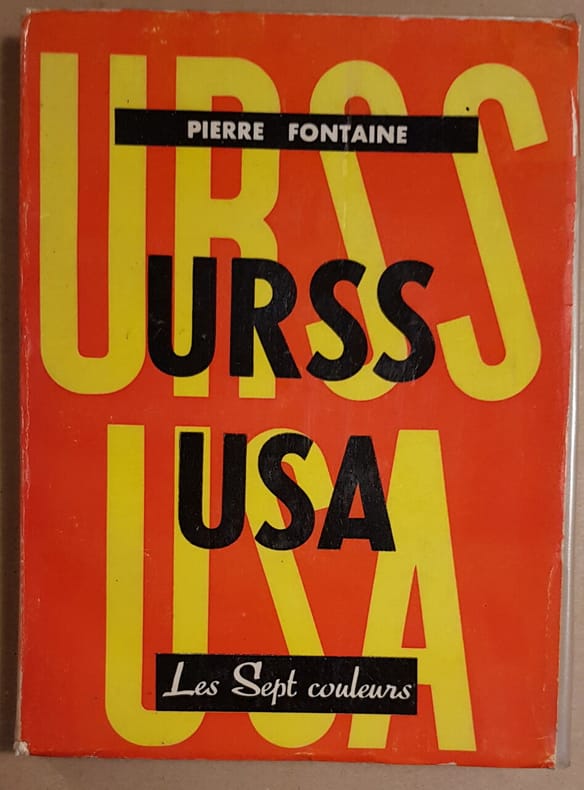 PIERRE FONTAINE
URSS
URSS
USA
USA
Les Sept couleurs